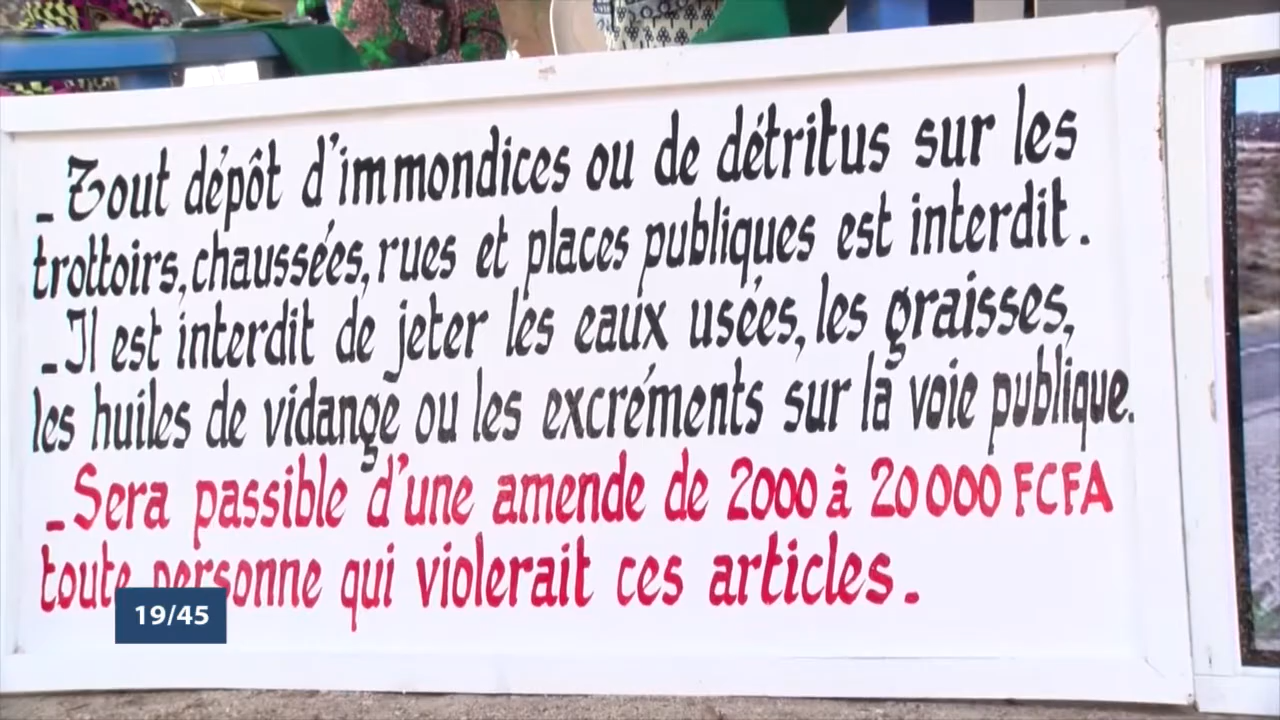 _Tout dépôt d'immondices ou de détritus sur les
trottoirs, chaussées, rues et places publiques est interdit.
_Il est interdit de jeter les eaux usées, les graisses,
les huiles de vidange ou les excréments sur la voie publique.
_Sera passible d'une amende de 2000 à 20000 FCFA
toute personne qui violerait ces articles_
19/45